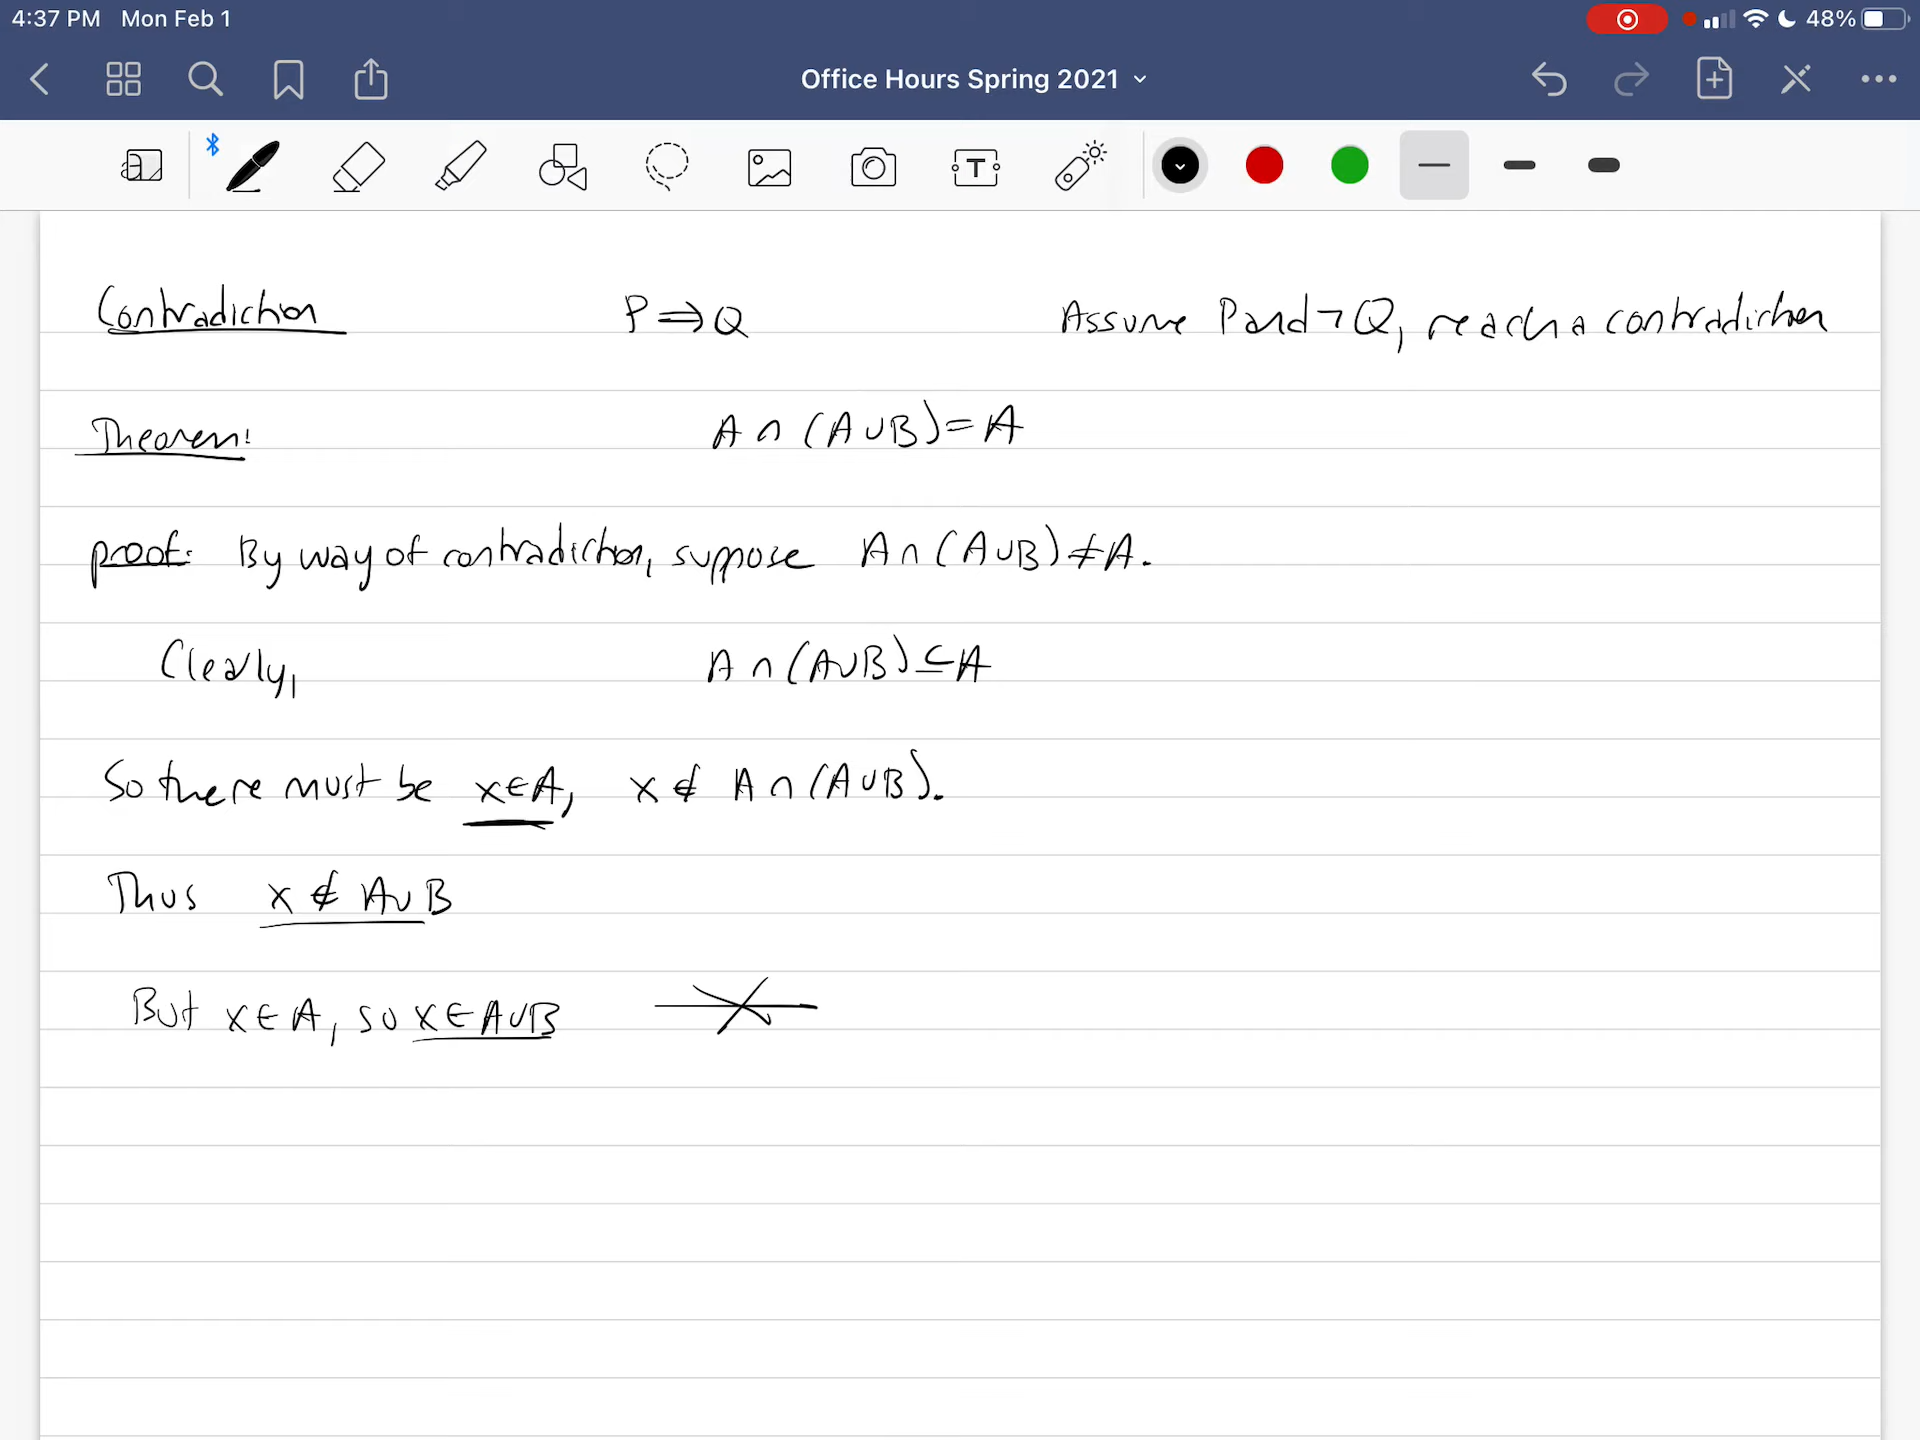 4:37 PM Mon Feb 1 48%
Office Hours Spring 2021
Contradiction P ⟹ Q Assume P and ¬Q, reach a contradiction
Theorem: A ∩ (A ∪ B) = A
proof: By way of contradiction, suppose A ∩ (A ∪ B) ≠ A.
Clearly, A ∩ (A ∪ B) ⊆ A
So there must be x ∈ A, x ∉ A ∩ (A ∪ B).
Thus x ∉ A ∪ B
But x ∈ A, so x ∈ A ∪ B